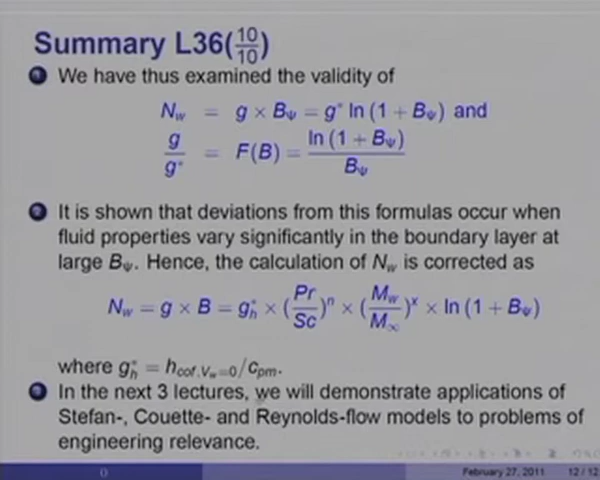 Summary L36(10/10)
1 We have thus examined the validity of
N_w = g × B_Ψ = g* ln (1 + B_Ψ) and
g/g* = F(B) = ln (1 + B_Ψ)/B_Ψ
2 It is shown that deviations from this formulas occur when
fluid properties vary significantly in the boundary layer at
large B_Ψ. Hence, the calculation of N_w is corrected as
N_w = g × B = g*_h × (Pr/Sc)^n × (M_w/M_∞)^x × ln (1 + B_Ψ)
where g*_h = h_cof,V_w=0/c_pm.
3 In the next 3 lectures, we will demonstrate applications of
Stefan-, Couette- and Reynolds-flow models to problems of
engineering relevance.
() February 27, 2011 12 / 12